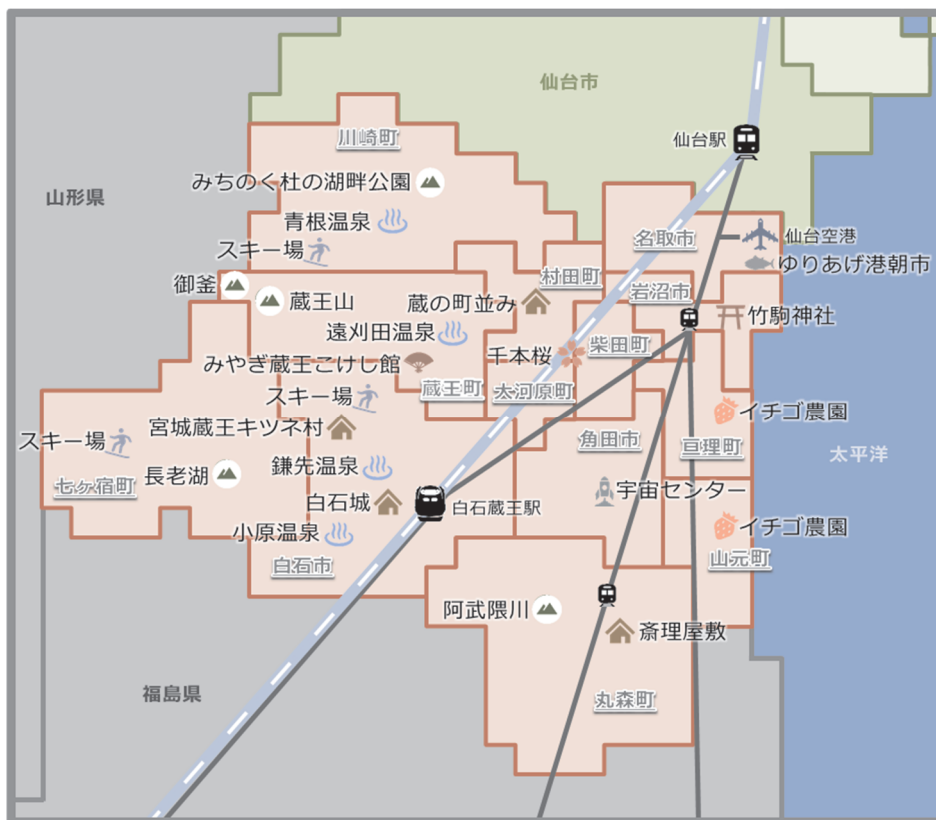 仙台市
川崎町
仙台駅
みちのく杜の湖畔公園
山形県
青根温泉
名取市
仙台空港
スキー場
ゆりあげ港朝市
村田町
御釜
岩沼市
蔵王山
蔵の町並み
竹駒神社
遠刈田温泉
柴田町
千本桜
みやぎ蔵王こけし館
蔵王町
大河原町
スキー場
イチゴ農園
宮城蔵王キツネ村
角田市
スキー場
亘理町
太平洋
鎌先温泉
長老湖
七ヶ宿町
宇宙センター
白石城
白石蔵王駅
小原温泉
イチゴ農園
白石市
山元町
阿武隈川
斎理屋敷
福島県
丸森町